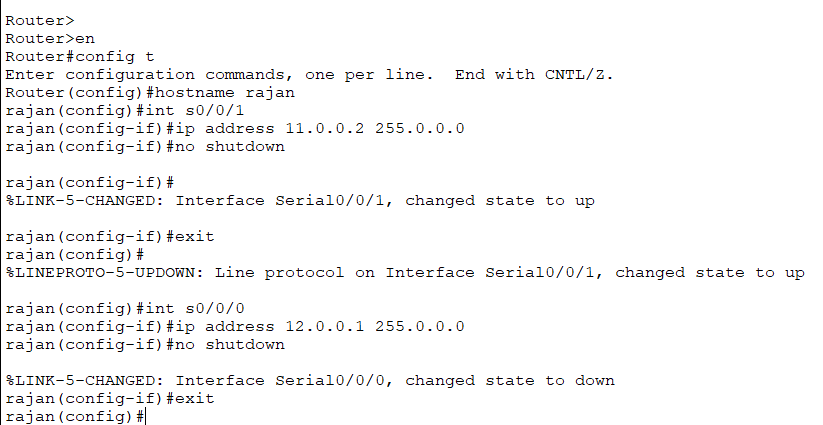 Router>
Router>en
Router#config t
Enter configuration commands, one per line.  End with CNTL/Z.
Router(config)#hostname rajan
rajan(config)#int s0/0/1
rajan(config-if)#ip address 11.0.0.2 255.0.0.0
rajan(config-if)#no shutdown
rajan(config-if)#
%LINK-5-CHANGED: Interface Serial0/0/1, changed state to up
rajan(config-if)#exit
rajan(config)#
%LINEPROTO-5-UPDOWN: Line protocol on Interface Serial0/0/1, changed state to up
rajan(config)#int s0/0/0
rajan(config-if)#ip address 12.0.0.1 255.0.0.0
rajan(config-if)#no shutdown
%LINK-5-CHANGED: Interface Serial0/0/0, changed state to down
rajan(config-if)#exit
rajan(config)#